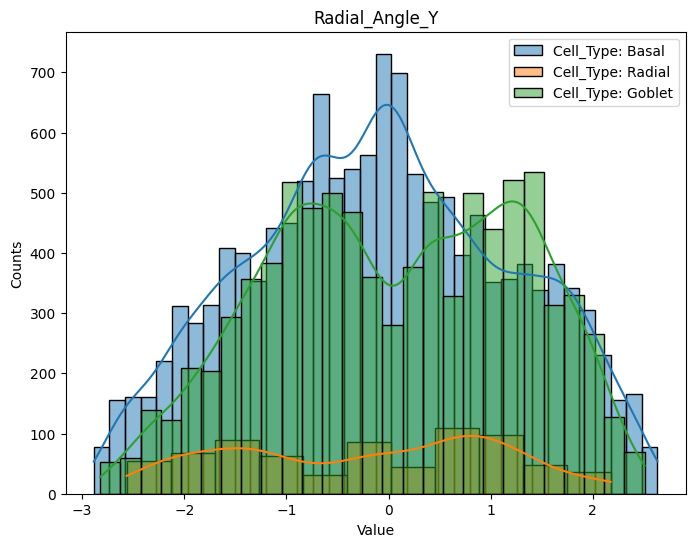 Radial_Angle_Y
Cell_Type: Basal
Cell_Type: Radial
Cell_Type: Goblet
Counts
700
600
500
400
300
200
100
0
−3
−2
−1
0
1
2
Value